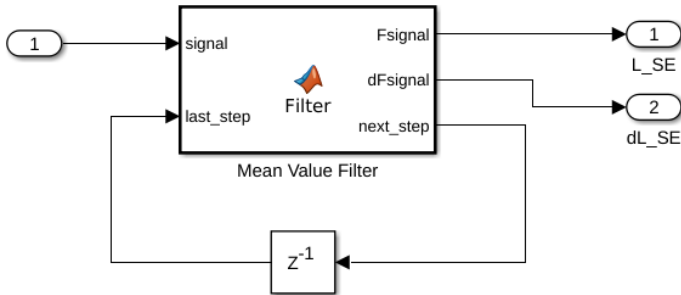 1
signal
last_step
Filter
Fsignal
dFsignal
next_step
Mean Value Filter
1
L_SE
2
dL_SE
Z-1